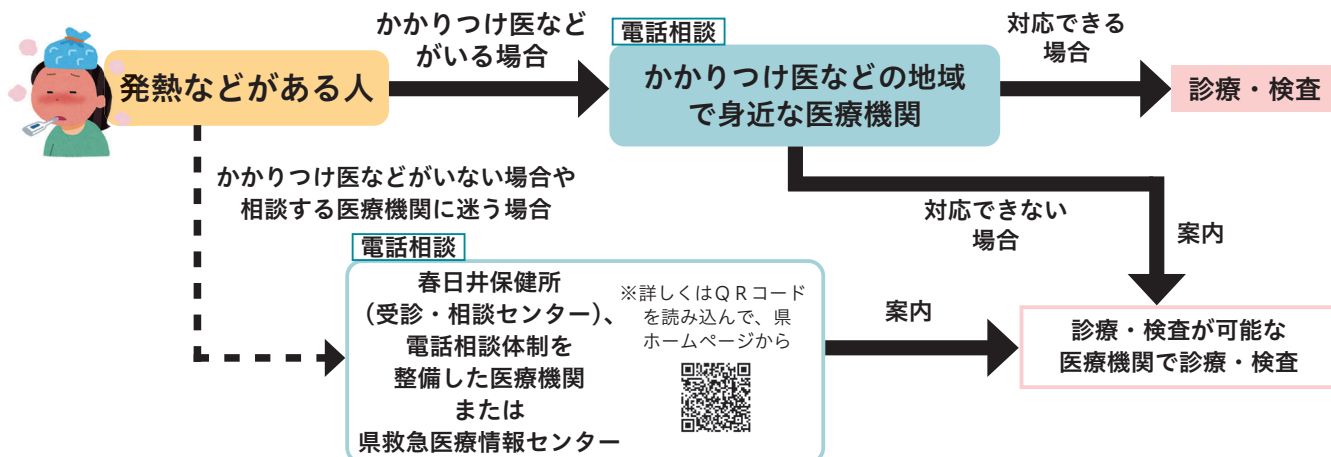 発熱などがある人
かかりつけ医など
がいる場合
電話相談
かかりつけ医などの地域
で身近な医療機関
対応できる
場合
診療・検査
かかりつけ医などがいない場合や
相談する医療機関に迷う場合
対応できない
場合
案内
電話相談
春日井保健所
（受診・相談センター）、
電話相談体制を
整備した医療機関
または
県救急医療情報センター
※詳しくはＱＲコード
を読み込んで、県
ホームページから
案内
診療・検査が可能な
医療機関で診療・検査